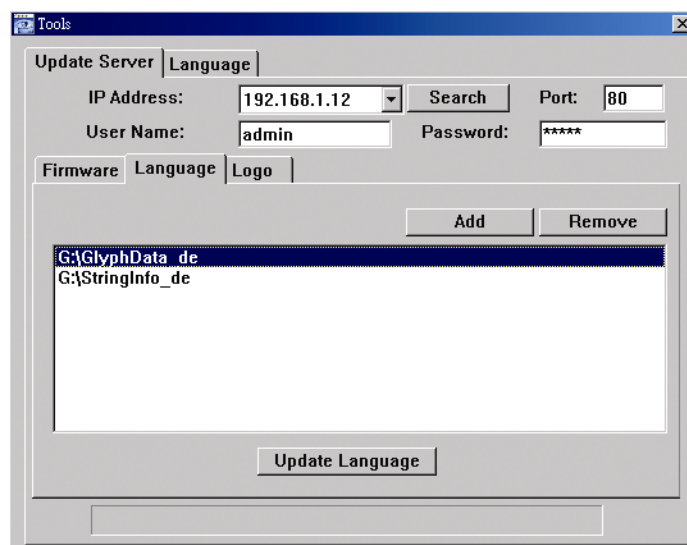 Tools
Update Server Language
IP Address: 192.168.1.12 Search Port: 80
User Name: admin Password: *****
Firmware Language Logo
Add Remove
G:\GlyphData_de
G:\StringInfo_de
Update Language